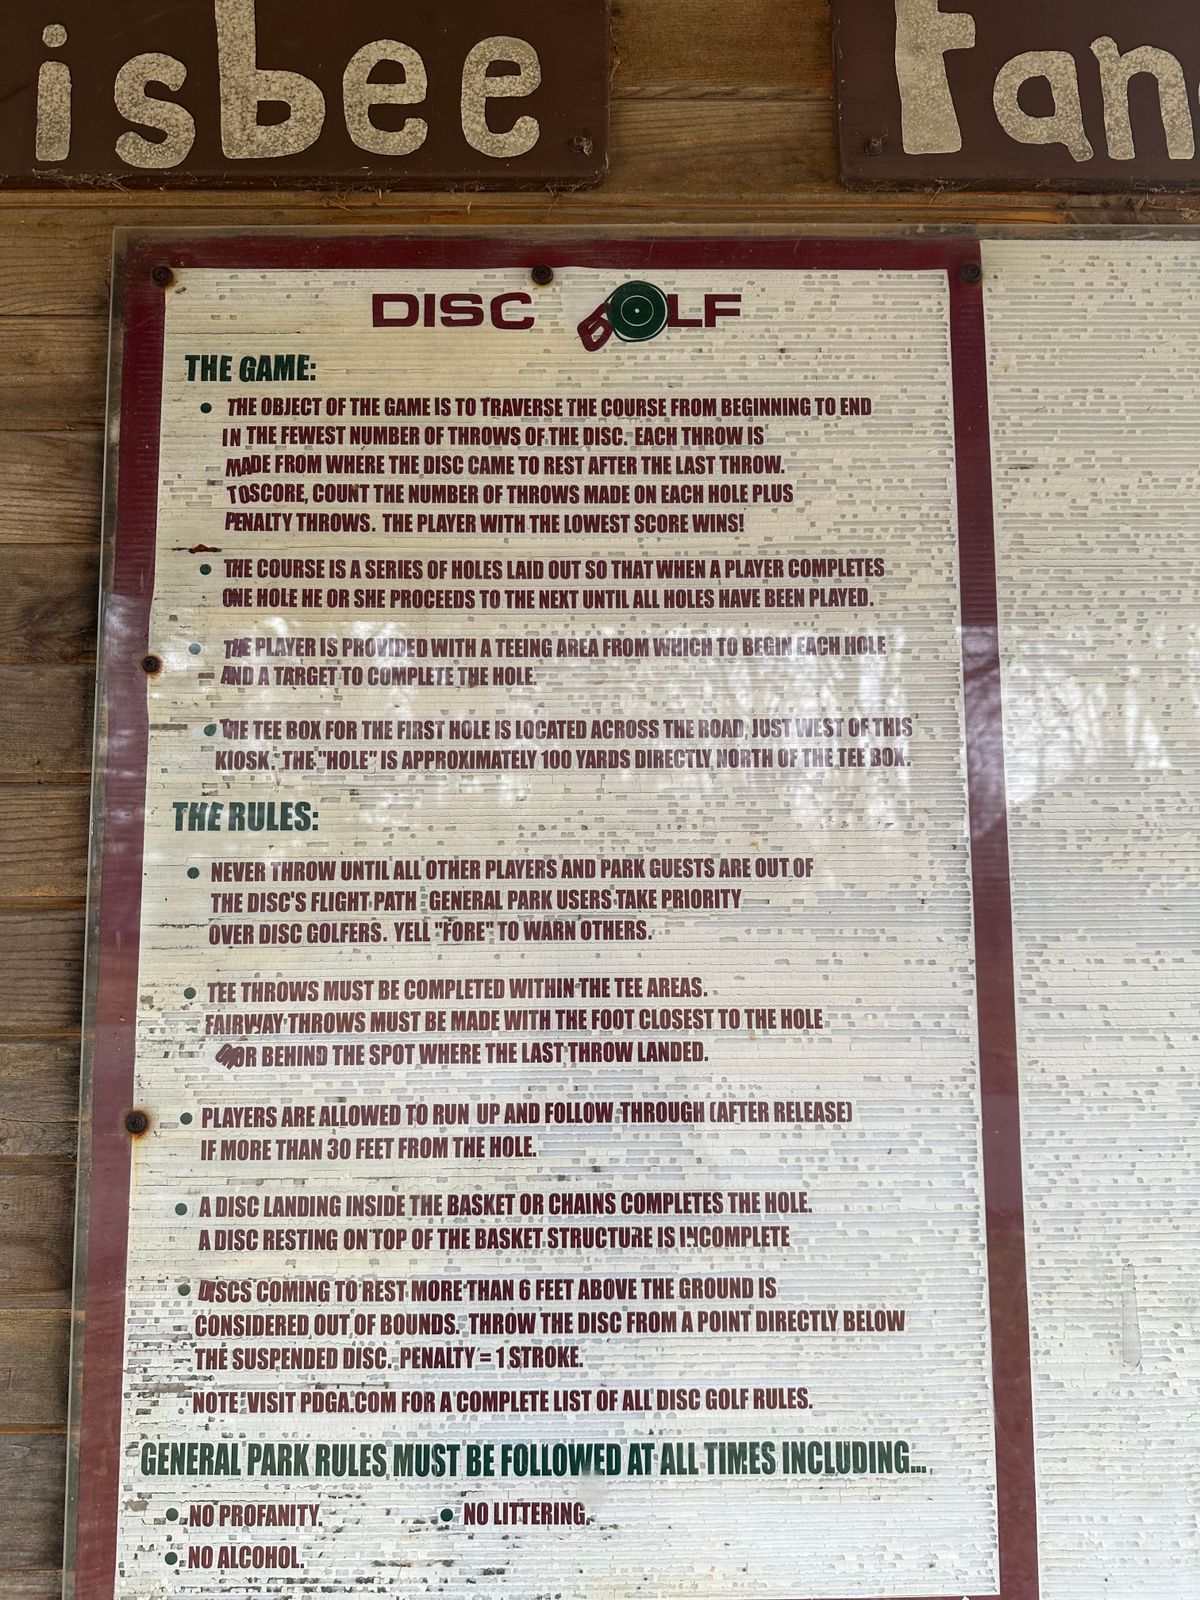 isbee
Tan
DISC GOLF
THE GAME:
• THE OBJECT OF THE GAME IS TO TRAVERSE THE COURSE FROM BEGINNING TO END
IN THE FEWEST NUMBER OF THROWS OF THE DISC. EACH THROW IS
MADE FROM WHERE THE DISC CAME TO REST AFTER THE LAST THROW.
TO SCORE, COUNT THE NUMBER OF THROWS MADE ON EACH HOLE PLUS
PENALTY THROWS. THE PLAYER WITH THE LOWEST SCORE WINS!
• THE COURSE IS A SERIES OF HOLES LAID OUT SO THAT WHEN A PLAYER COMPLETES
ONE HOLE HE OR SHE PROCEEDS TO THE NEXT UNTIL ALL HOLES HAVE BEEN PLAYED.
• THE PLAYER IS PROVIDED WITH A TEEING AREA FROM WHICH TO BEGIN EACH HOLE
AND A TARGET TO COMPLETE THE HOLE.
• THE TEE BOX FOR THE FIRST HOLE IS LOCATED ACROSS THE ROAD, JUST WEST OF THIS
KIOSK. THE "HOLE" IS APPROXIMATELY 100 YARDS DIRECTLY NORTH OF THE TEE BOX.
THE RULES:
• NEVER THROW UNTIL ALL OTHER PLAYERS AND PARK GUESTS ARE OUT OF
THE DISC'S FLIGHT PATH. GENERAL PARK USERS TAKE PRIORITY
OVER DISC GOLFERS. YELL "FORE" TO WARN OTHERS.
• TEE THROWS MUST BE COMPLETED WITHIN THE TEE AREAS.
FAIRWAY THROWS MUST BE MADE WITH THE FOOT CLOSEST TO THE HOLE
OR BEHIND THE SPOT WHERE THE LAST THROW LANDED.
• PLAYERS ARE ALLOWED TO RUN UP AND FOLLOW THROUGH (AFTER RELEASE)
IF MORE THAN 30 FEET FROM THE HOLE.
• A DISC LANDING INSIDE THE BASKET OR CHAINS COMPLETES THE HOLE.
A DISC RESTING ON TOP OF THE BASKET STRUCTURE IS INCOMPLETE
• DISCS COMING TO REST MORE THAN 6 FEET ABOVE THE GROUND IS
CONSIDERED OUT OF BOUNDS. THROW THE DISC FROM A POINT DIRECTLY BELOW
THE SUSPENDED DISC. PENALTY = 1 STROKE.
NOTE: VISIT PDGA.COM FOR A COMPLETE LIST OF ALL DISC GOLF RULES.
GENERAL PARK RULES MUST BE FOLLOWED AT ALL TIMES INCLUDING...
• NO PROFANITY. • NO LITTERING.
• NO ALCOHOL.